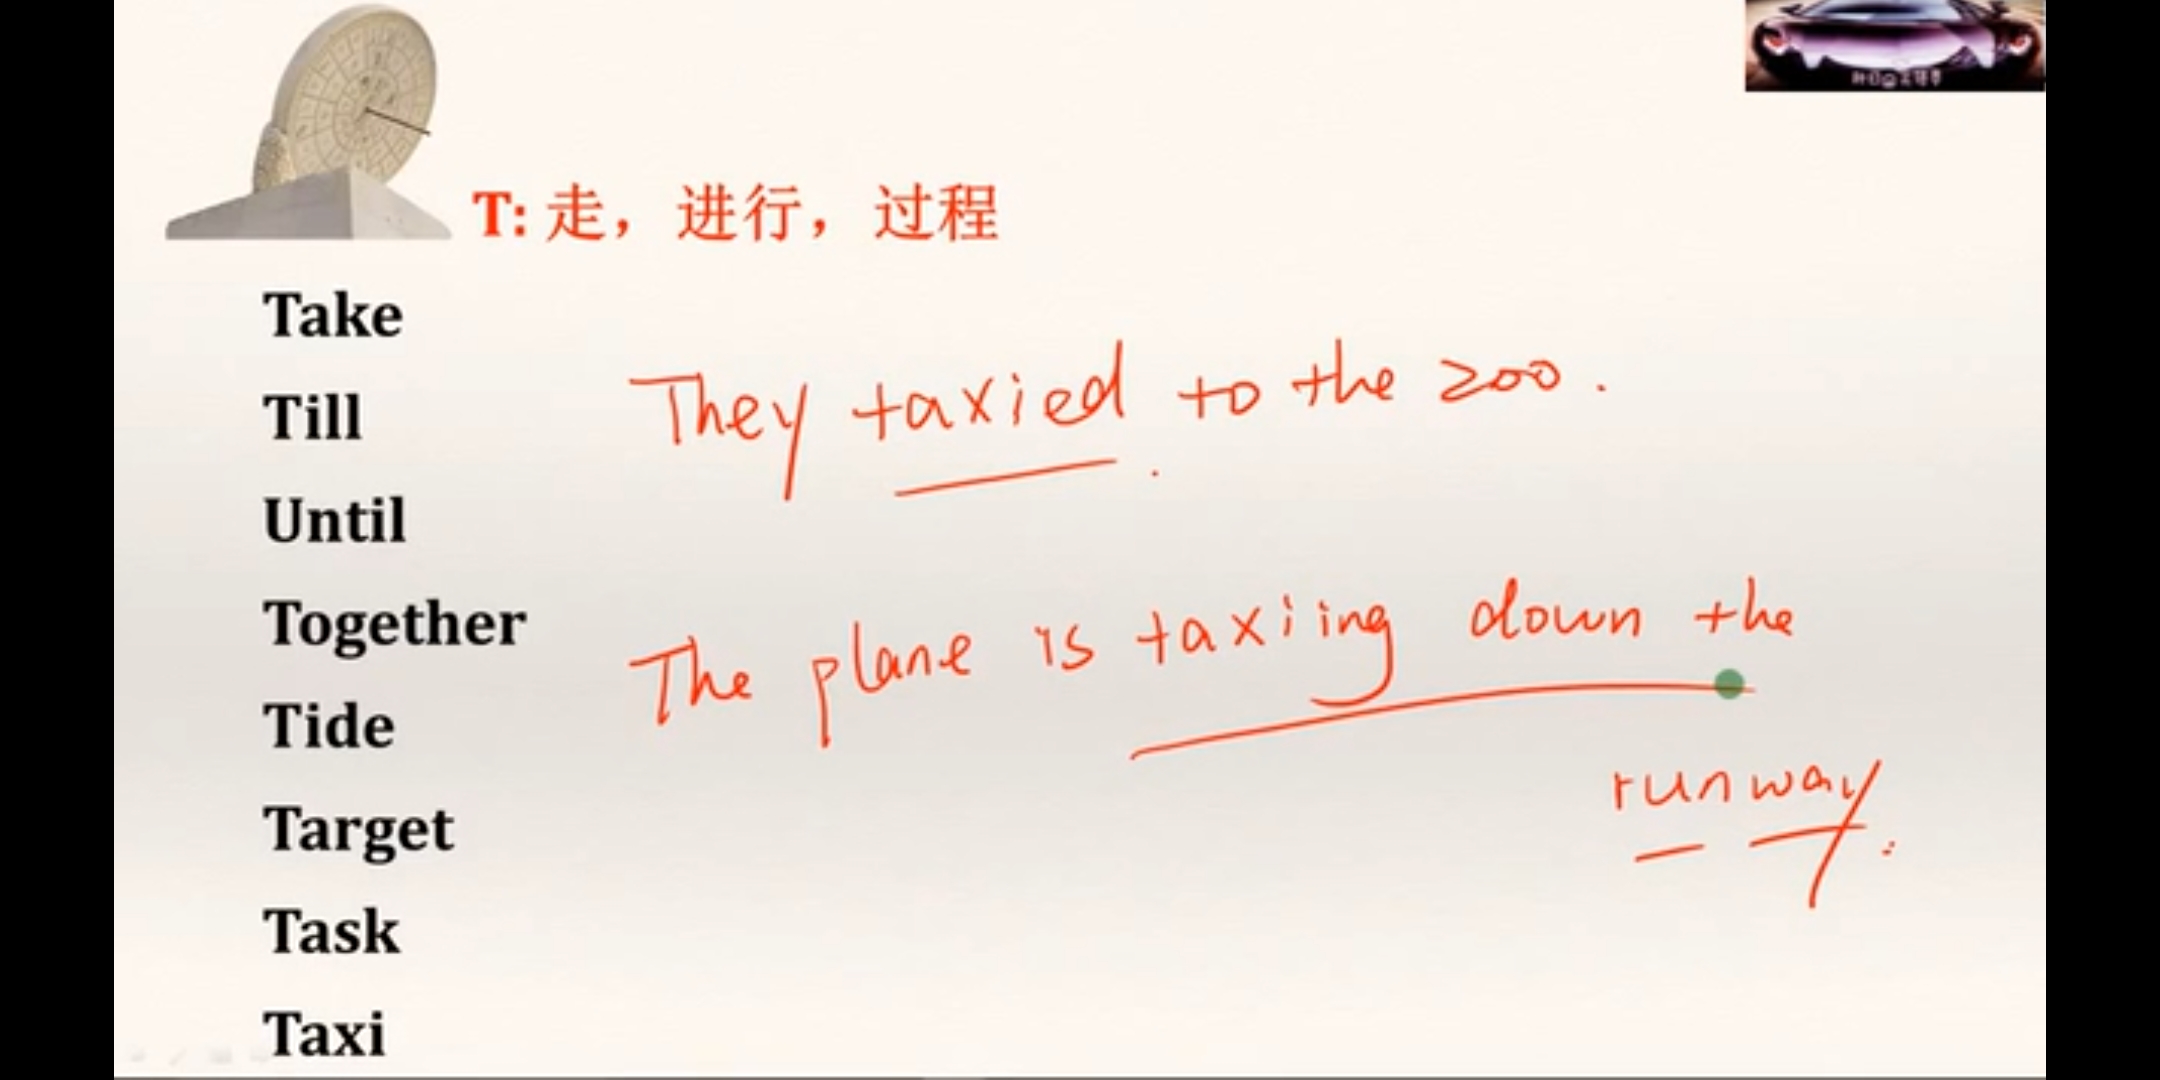 T: 走，进行，过程
Take
They taxied to the zoo.
Till
Until
The plane is taxiing down the
runway.
Together
Tide
Target
Task
Taxi